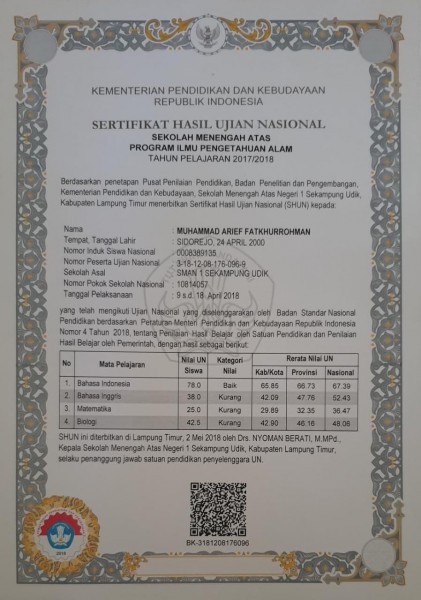 KEMENTERIAN PENDIDIKAN DAN KEBUDAYAAN
REPUBLIK INDONESIA
SERTIFIKAT HASIL UJIAN NASIONAL
SEKOLAH MENENGAH ATAS
PROGRAM ILMU PENGETAHUAN ALAM
TAHUN PELAJARAN 2017/2018
Berdasarkan penetapan Pusat Penilaian Pendidikan, Badan Penelitian dan Pengembangan,
Kementerian Pendidikan dan Kebudayaan, Sekolah Menengah Atas Negeri 1 Sekampung Udik,
Kabupaten Lampung Timur menerbitkan Sertifikat Hasil Ujian Nasional (SHUN) kepada:
Nama : MUHAMMAD ARIEF FATKHURROHMAN
Tempat, Tanggal Lahir : SIDOREJO, 24 APRIL 2000
Nomor Induk Siswa Nasional : 0008389135
Nomor Peserta Ujian Nasional : 3-18-12-08-176-096-9
Sekolah Asal : SMAN 1 SEKAMPUNG UDIK
Nomor Pokok Sekolah Nasional : 10814057
Tanggal Pelaksanaan : 9 s.d. 18 April 2018
yang telah mengikuti Ujian Nasional yang diselenggarakan oleh Badan Standar Nasional
Pendidikan berdasarkan Peraturan Menteri Pendidikan dan Kebudayaan Republik Indonesia
Nomor 4 Tahun 2018, tentang Penilaian Hasil Belajar oleh Satuan Pendidikan dan Penilaian
Hasil Belajar oleh Pemerintah, dengan hasil sebagai berikut:
No Mata Pelajaran Nilai UN Siswa Kategori Nilai Rerata Nilai UN
Kab/Kota Provinsi Nasional
1. Bahasa Indonesia 78.0 Baik 65.85 66.73 67.39
2. Bahasa Inggris 38.0 Kurang 42.09 47.76 52.43
3. Matematika 25.0 Kurang 29.89 32.35 36.47
4. Biologi 42.5 Kurang 42.90 46.16 48.06
SHUN ini diterbitkan di Lampung Timur, 2 Mei 2018 oleh Drs. NYOMAN BERATI, M.MPd.,
Kepala Sekolah Menengah Atas Negeri 1 Sekampung Udik, Kabupaten Lampung Timur,
selaku penanggung jawab satuan pendidikan penyelenggara UN.
2018
BK-3181208176096